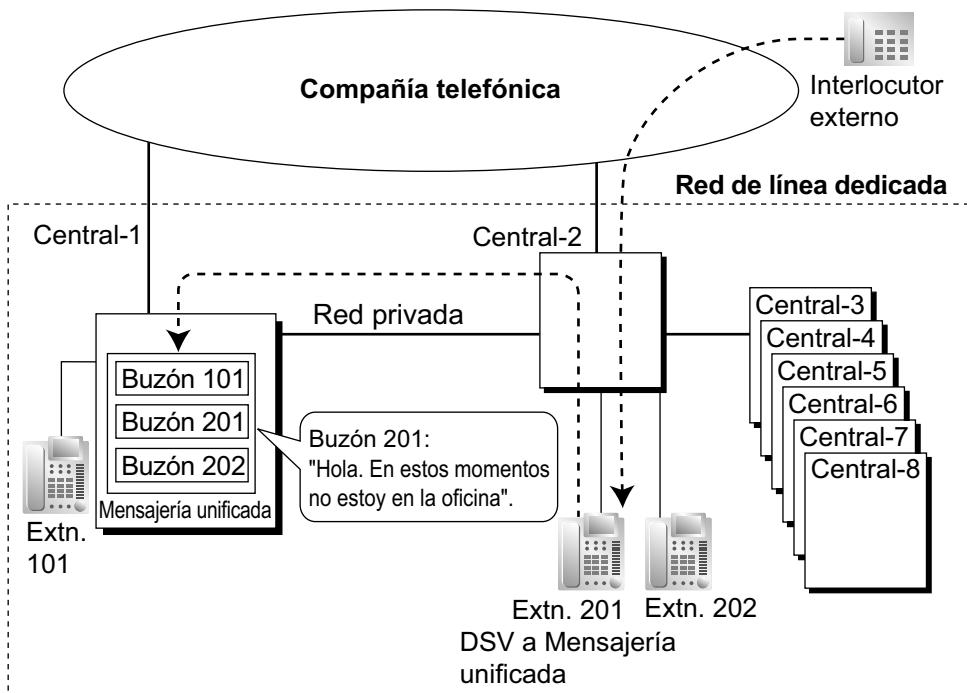 Compañía telefónica
Interlocutor
externo
Red de línea dedicada
Central-1
Central-2
Red privada
Central-3
Central-4
Central-5
Central-6
Central-7
Central-8
Buzón 101
Buzón 201
Buzón 202
Mensajería unificada
Buzón 201:
"Hola. En estos momentos
no estoy en la oficina".
Extn.
101
Extn. 201
Extn. 202
DSV a Mensajería
unificada